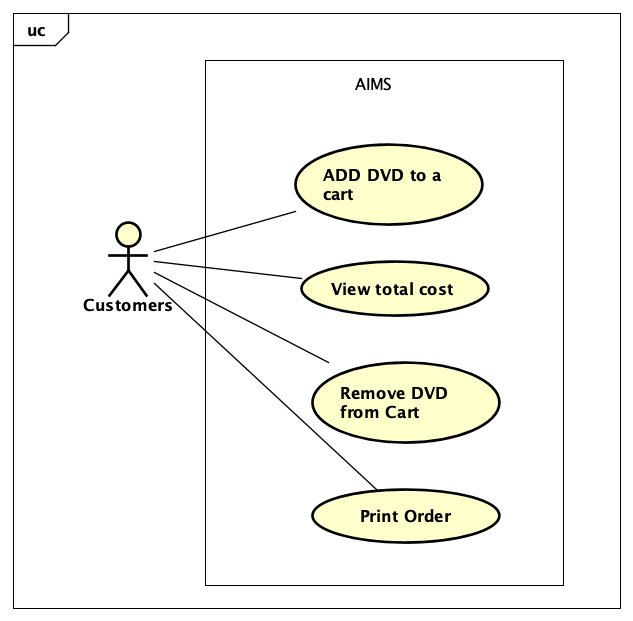 uc
AIMS
ADD DVD to a
cart
View total cost
Customers
Remove DVD
from Cart
Print Order